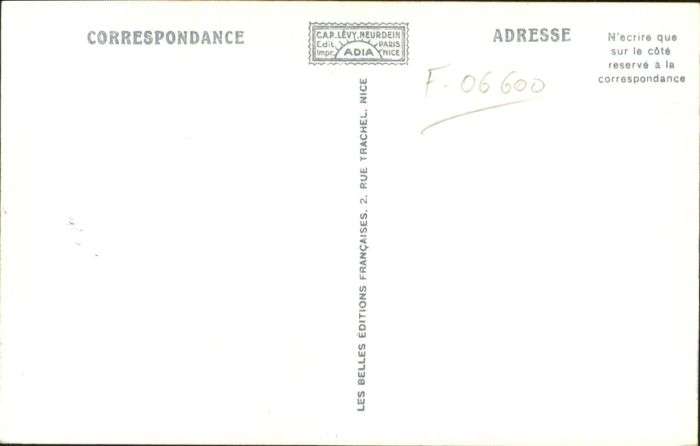 CORRESPONDANCE
C.A.P. LÉVY. NEURDEIN
Edit. PARIS
Impr. ADIA NICE
ADRESSE
N'ecrire que
sur le côté
reservé à la
correspondance
F. 06600
LES BELLES EDITIONS FRANÇAISES. 2. RUE TRACHEL. NICE